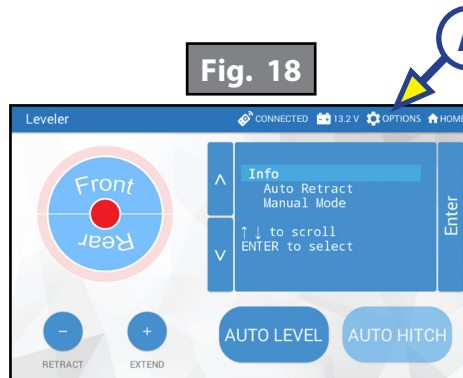 Fig. 18
Leveler CONNECTED 13.2 V OPTIONS HOME
Front
Rear
Info
Auto Retract
Manual Mode
↑ ↓ to scroll
ENTER to select
Enter
− +
RETRACT EXTEND
AUTO LEVEL AUTO HITCH